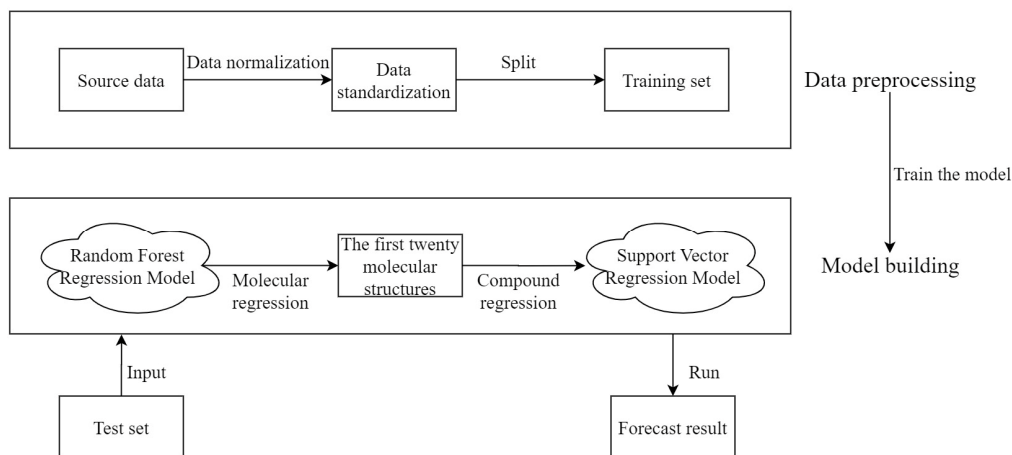 Source data
Data normalization
Data
standardization
Split
Training set
Data preprocessing
Train the model
Random Forest
Regression Model
Molecular
regression
The first twenty
molecular
structures
Compound
regression
Support Vector
Regression Model
Model building
Input
Run
Test set
Forecast result